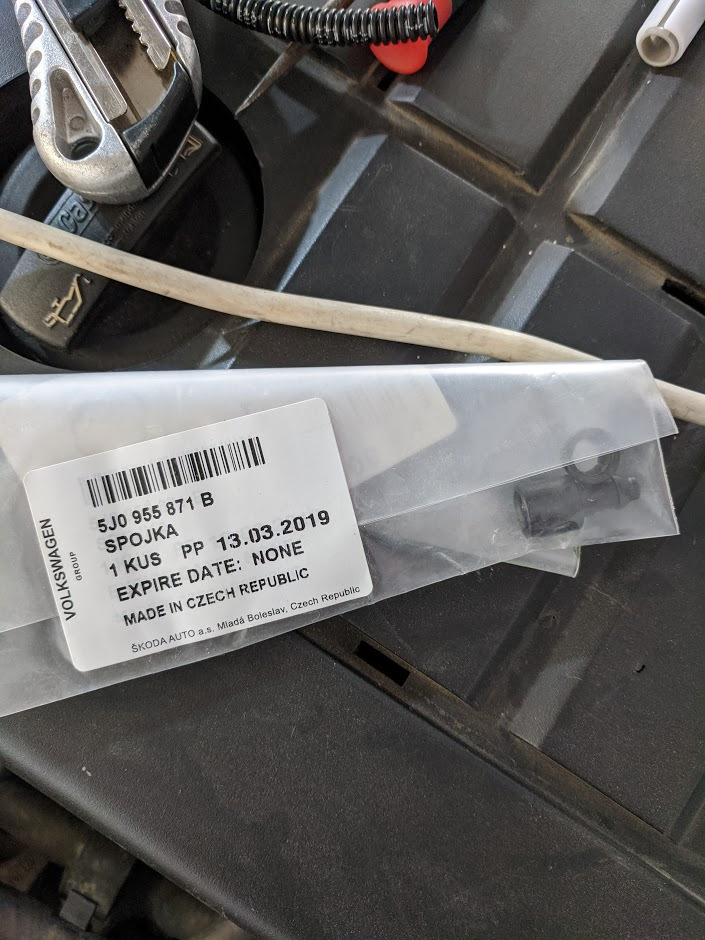 5J0 955 871 B
SPOJKA
1 KUS PP 13.03.2019
EXPIRE DATE: NONE
MADE IN CZECH REPUBLIC
ŠKODA AUTO a.s. Mladá Boleslav, Czech Republic
VOLKSWAGEN
GROUP